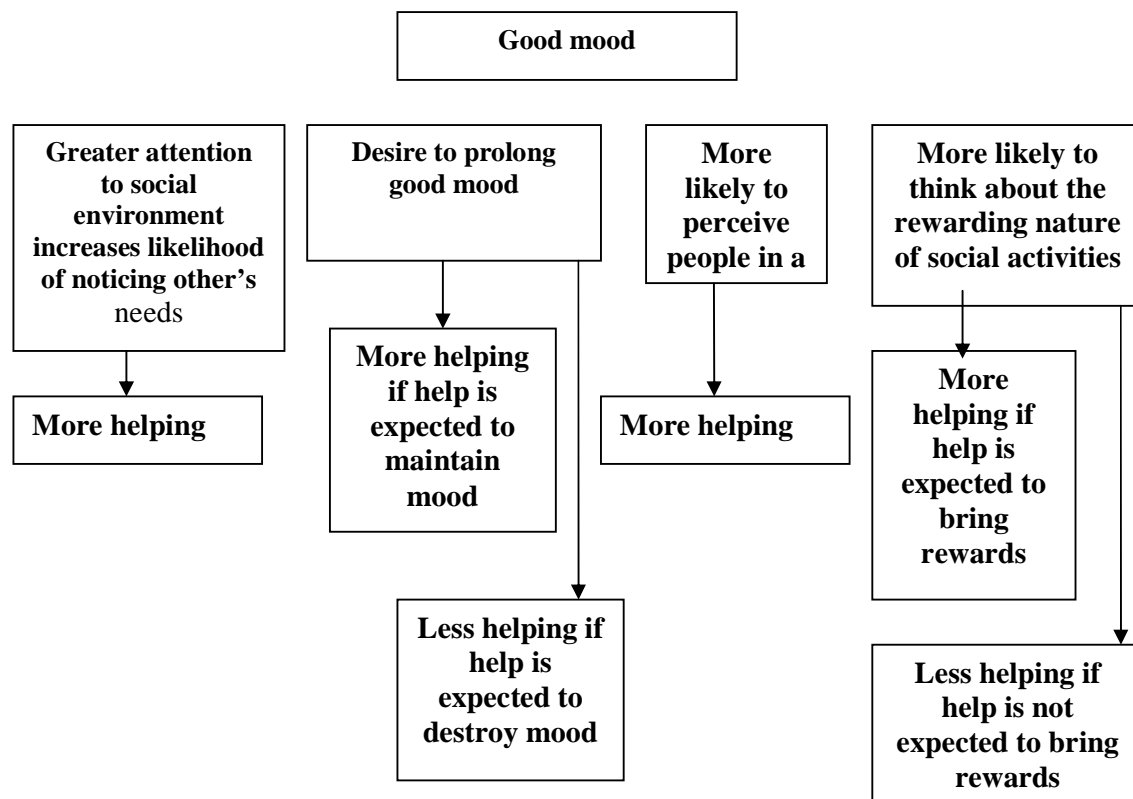 Good mood
Greater attention
to social
environment
increases likelihood
of noticing other’s
needs
Desire to prolong
good mood
More
likely to
perceive
people in a
More likely to
think about the
rewarding nature
of social activities
More helping
More helping
if help is
expected to
maintain
mood
More helping
More
helping if
help is
expected to
bring
rewards
Less helping if
help is
expected to
destroy mood
Less helping if
help is not
expected to bring
rewards